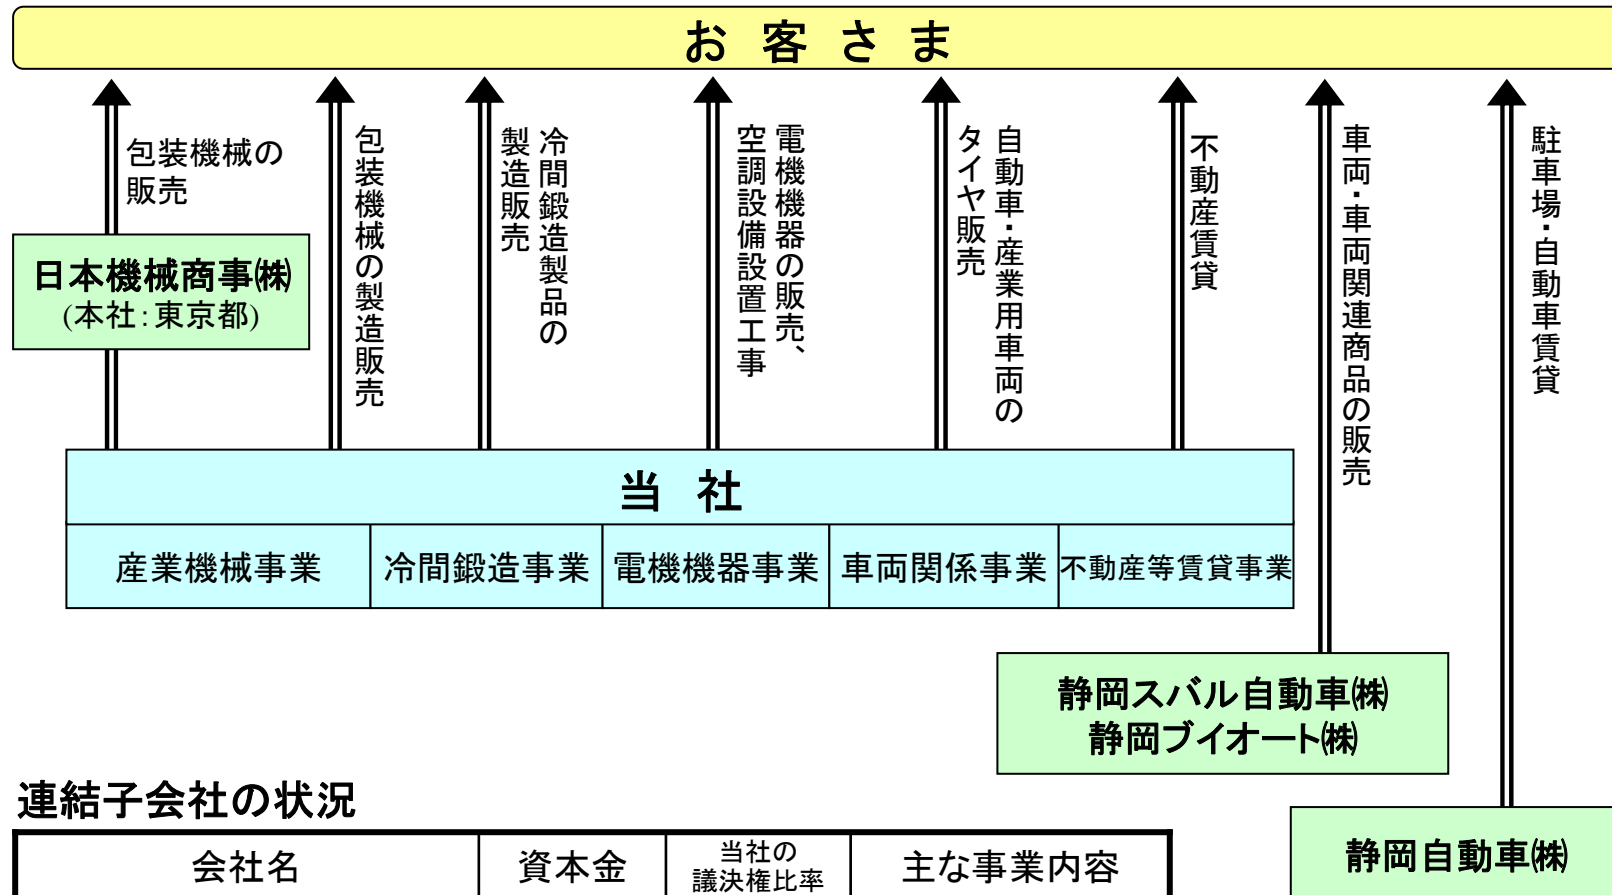 お客さま
包装機械の
販売
包装機械の製造販売
冷間鍛造製品の
製造販売
電機機器の販売、
空調設備設置工事
自動車・産業用車両の
タイヤ販売
不動産賃貸
車両・車両関連商品の販売
駐車場・自動車賃貸
日本機械商事㈱
(本社：東京都)
当社
産業機械事業
冷間鍛造事業
電機機器事業
車両関係事業
不動産等賃貸事業
静岡スバル自動車㈱
静岡ブイオート㈱
静岡自動車㈱
連結子会社の状況
会社名
資本金
当社の
議決権比率
主な事業内容